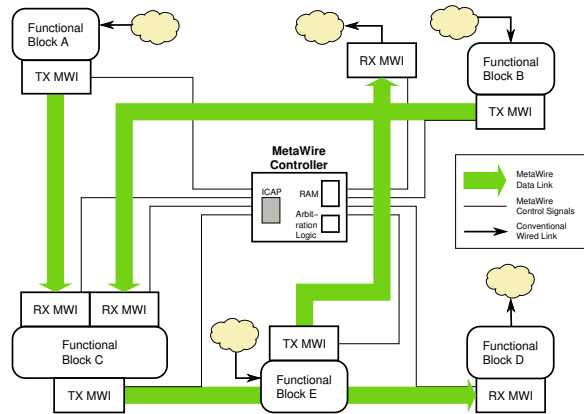 Functional
Block A
TX MWI
RX MWI
Functional
Block B
TX MWI
MetaWire
Controller
ICAP
RAM
Arbit-
ration
Logic
MetaWire
Data Link
MetaWire
Control Signals
Conventional
Wired Link
RX MWI
RX MWI
Functional
Block C
TX MWI
TX MWI
Functional
Block E
Functional
Block D
RX MWI